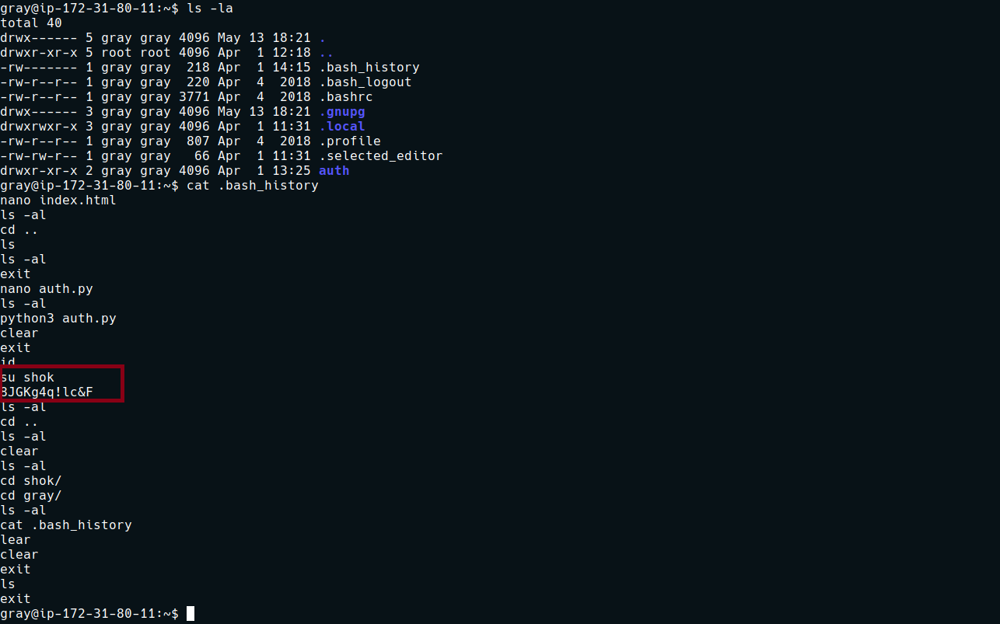 gray@ip-172-31-80-11:~$ ls -la
total 40
drwx------ 5 gray gray 4096 May 13 18:21 .
drwxr-xr-x 5 root root 4096 Apr  1 12:18 ..
-rw------- 1 gray gray  218 Apr  1 14:15 .bash_history
-rw-r--r-- 1 gray gray  220 Apr  4  2018 .bash_logout
-rw-r--r-- 1 gray gray 3771 Apr  4  2018 .bashrc
drwx------ 3 gray gray 4096 May 13 18:21 .gnupg
drwxrwxr-x 3 gray gray 4096 Apr  1 11:31 .local
-rw-r--r-- 1 gray gray  807 Apr  4  2018 .profile
-rw-rw-r-- 1 gray gray   66 Apr  1 11:31 .selected_editor
drwxr-xr-x 2 gray gray 4096 Apr  1 13:25 auth
gray@ip-172-31-80-11:~$ cat .bash_history
nano index.html
ls -al
cd ..
ls
ls -al
exit
nano auth.py
ls -al
python3 auth.py
clear
exit
id
su shok
8JGKg4q!lc&F
ls -al
cd ..
ls -al
clear
ls -al
cd shok/
cd gray/
ls -al
cat .bash_history
lear
clear
exit
ls
exit
gray@ip-172-31-80-11:~$